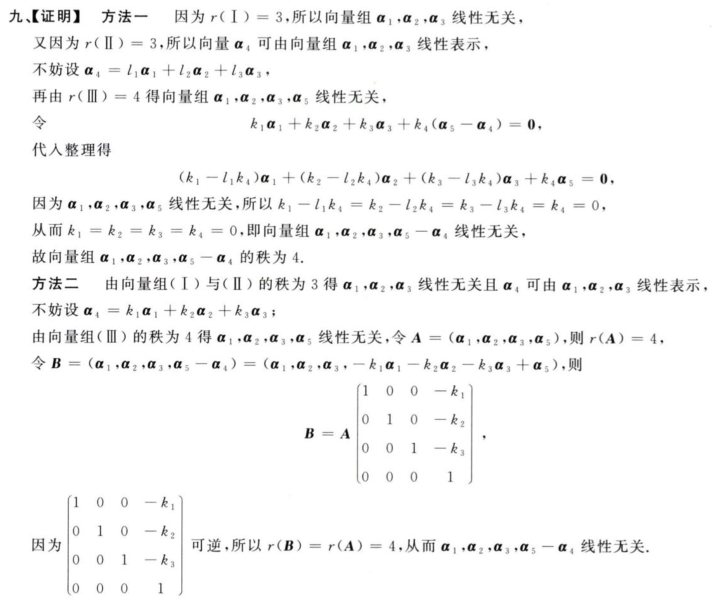 九、【证明】 方法一 因为 r(Ⅰ) = 3,所以向量组 α₁,α₂,α₃ 线性无关,
又因为 r(Ⅱ) = 3,所以向量 α₄ 可由向量组 α₁,α₂,α₃ 线性表示,
不妨设 α₄ = l₁α₁ + l₂α₂ + l₃α₃,
再由 r(Ⅲ) = 4 得向量组 α₁,α₂,α₃,α₅ 线性无关,
令 k₁α₁ + k₂α₂ + k₃α₃ + k₄(α₅ − α₄) = 0,
代入整理得
(k₁ − l₁k₄)α₁ + (k₂ − l₂k₄)α₂ + (k₃ − l₃k₄)α₃ + k₄α₅ = 0,
因为 α₁,α₂,α₃,α₅ 线性无关,所以 k₁ − l₁k₄ = k₂ − l₂k₄ = k₃ − l₃k₄ = k₄ = 0,
从而 k₁ = k₂ = k₃ = k₄ = 0,即向量组 α₁,α₂,α₃,α₅ − α₄ 线性无关,
故向量组 α₁,α₂,α₃,α₅ − α₄ 的秩为 4.
方法二 由向量组(Ⅰ)与(Ⅱ)的秩为 3 得 α₁,α₂,α₃ 线性无关且 α₄ 可由 α₁,α₂,α₃ 线性表示,
不妨设 α₄ = k₁α₁ + k₂α₂ + k₃α₃;
由向量组(Ⅲ)的秩为 4 得 α₁,α₂,α₃,α₅ 线性无关,令 A = (α₁,α₂,α₃,α₅),则 r(A) = 4,
令 B = (α₁,α₂,α₃,α₅ − α₄) = (α₁,α₂,α₃, − k₁α₁ − k₂α₂ − k₃α₃ + α₅),则
1 0 0 − k₁
0 1 0 − k₂
B = A ,
0 0 1 − k₃
0 0 0 1
1 0 0 − k₁
0 1 0 − k₂
因为 可逆,所以 r(B) = r(A) = 4,从而 α₁,α₂,α₃,α₅ − α₄ 线性无关.
0 0 1 − k₃
0 0 0 1